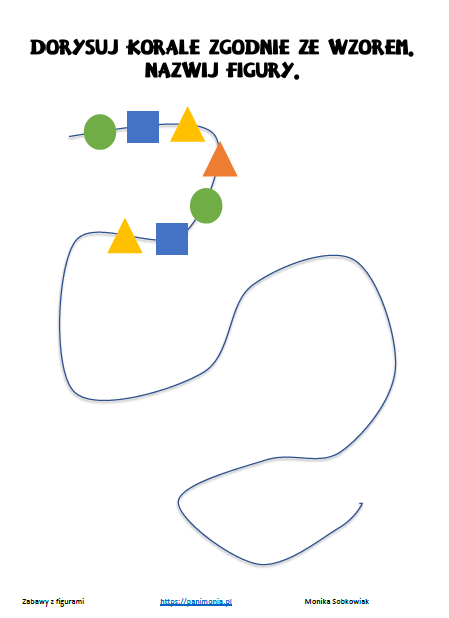 DORYSUJ KORALE ZGODNIE ZE WZOREM.
NAZWIJ FIGURY.
Zabawy z figurami https://panimonia.pl Monika Sobkowiak